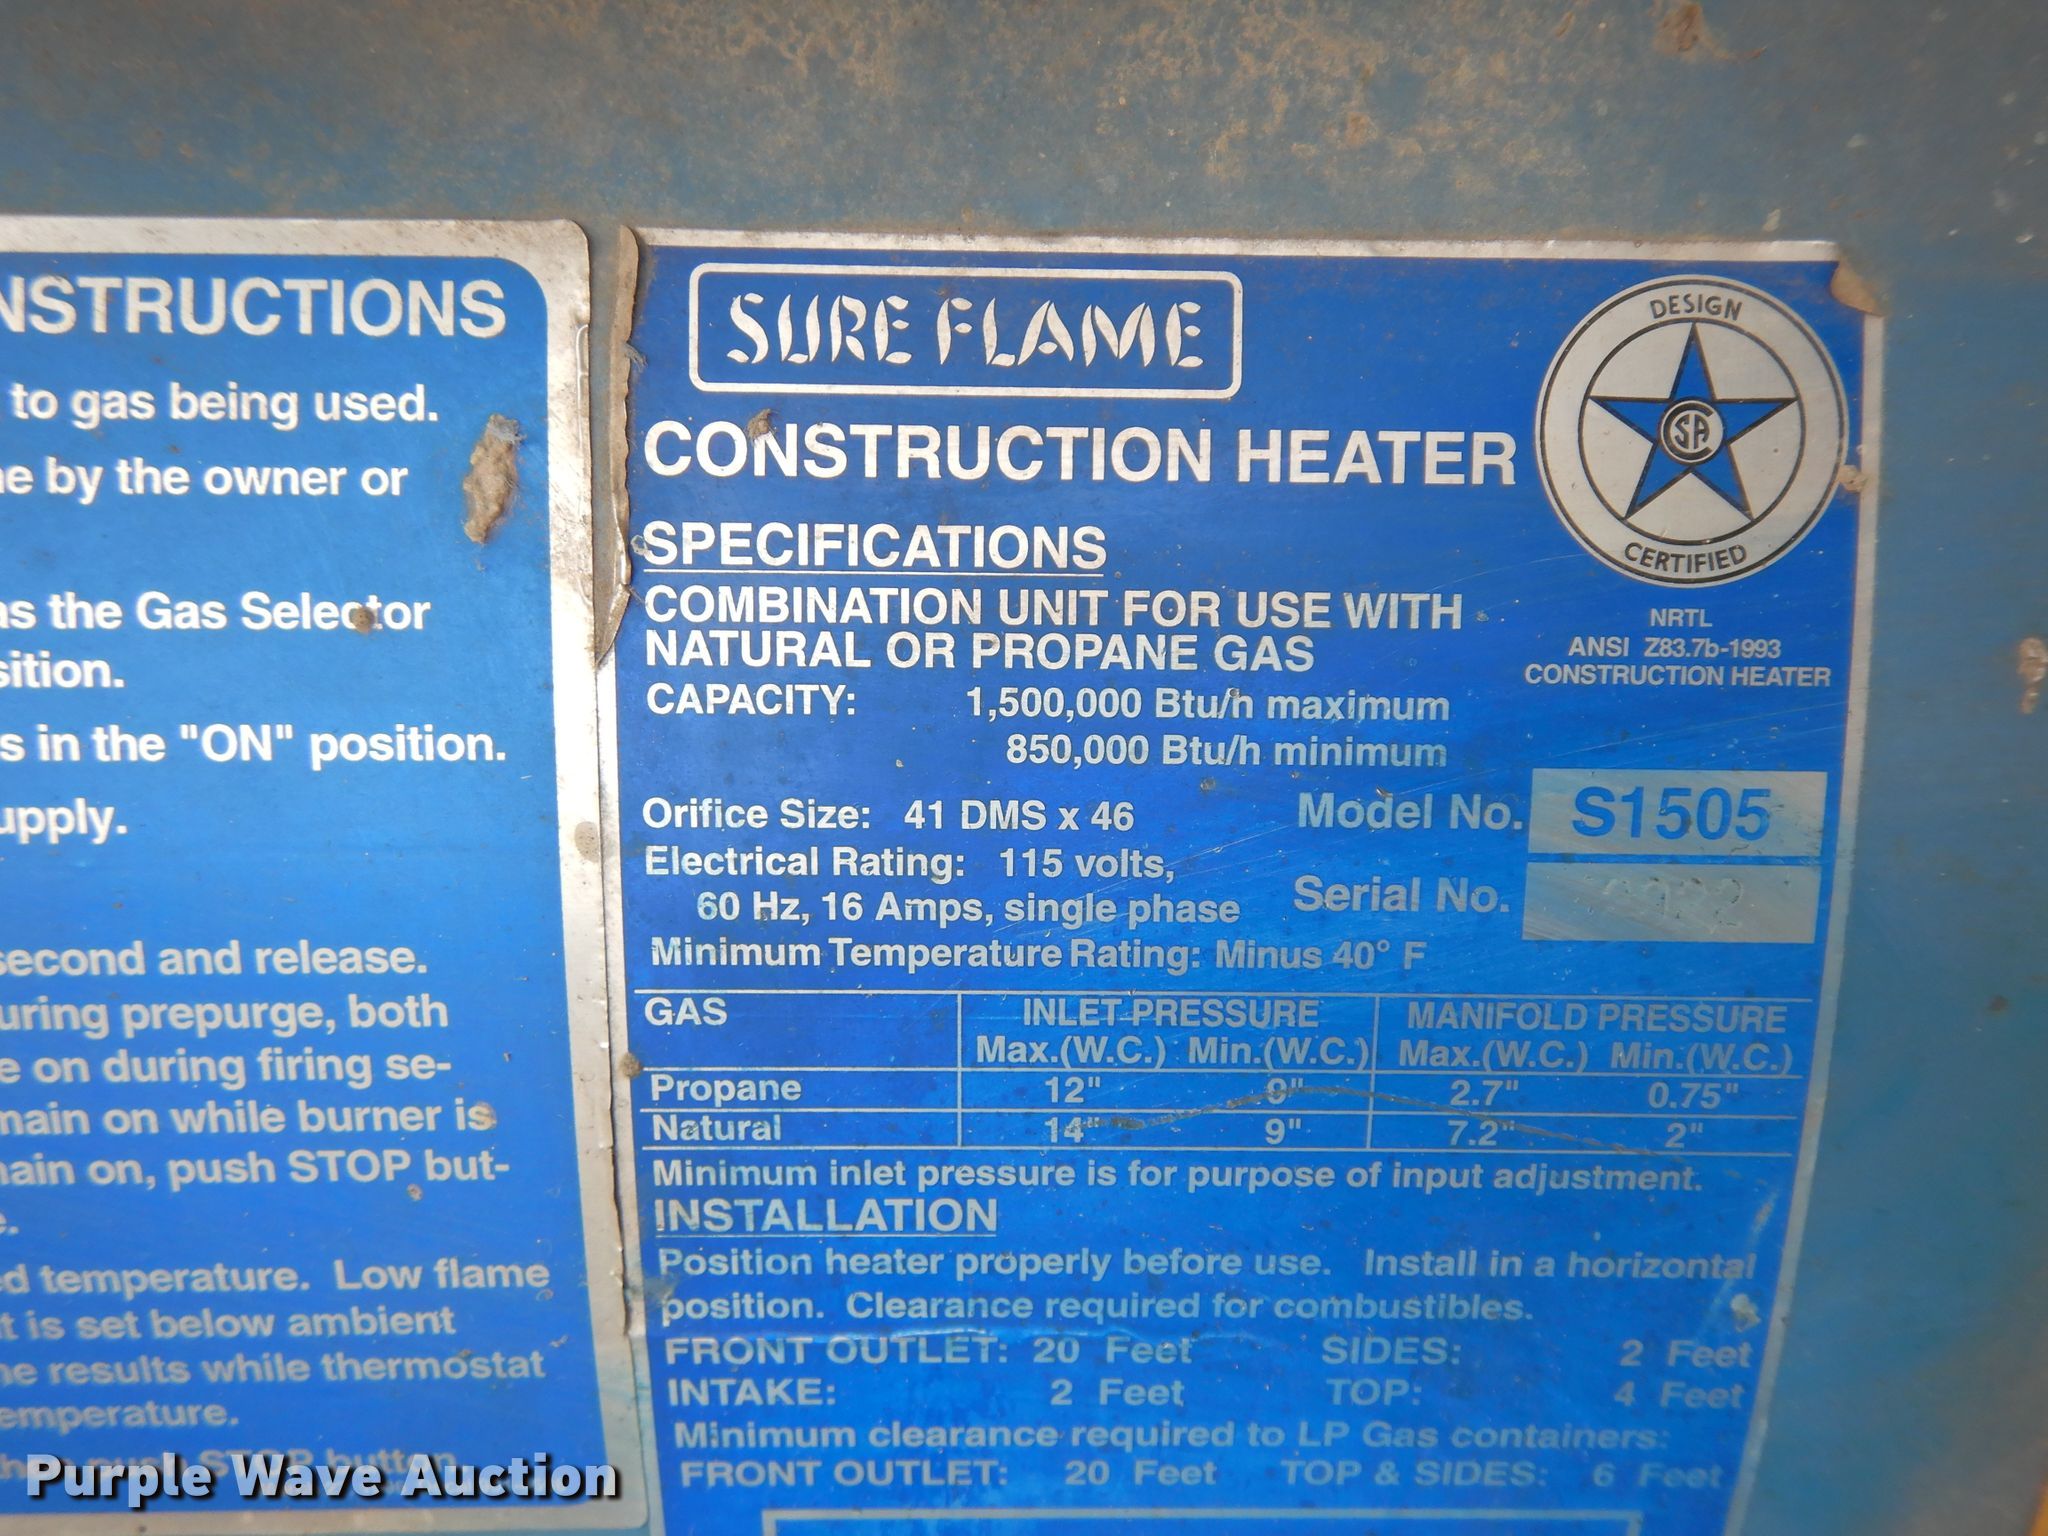 NSTRUCTIONS
to gas being used.
e by the owner or
as the Gas Selector
sition.
s in the "ON" position.
upply.
second and release.
uring prepurge, both
e on during firing se-
main on while burner is
main on, push STOP but-
e.
ed temperature. Low flame
t is set below ambient
ne results while thermostat
emperature.
push STOP button
SURE FLAME
CONSTRUCTION HEATER
SPECIFICATIONS
COMBINATION UNIT FOR USE WITH
NATURAL OR PROPANE GAS
CAPACITY: 1,500,000 Btu/h maximum
850,000 Btu/h minimum
DESIGN
CSA
CERTIFIED
NRTL
ANSI Z83.7b-1993
CONSTRUCTION HEATER
Orifice Size: 41 DMS x 46
Model No. S1505
Electrical Rating: 115 volts,
60 Hz, 16 Amps, single phase
Serial No.
Minimum Temperature Rating: Minus 40° F
GAS INLET PRESSURE MANIFOLD PRESSURE
Max.(W.C.) Min.(W.C.) Max.(W.C.) Min.(W.C.)
Propane 12" 2.7" 0.75"
Natural 14" 9" 7.2" 2"
Minimum inlet pressure is for purpose of input adjustment.
INSTALLATION
Position heater properly before use. Install in a horizontal
position. Clearance required for combustibles.
FRONT OUTLET: 20 Feet SIDES: 2 Feet
INTAKE: 2 Feet TOP: 4 Feet
Minimum clearance required to LP Gas containers:
FRONT OUTLET: 20 Feet TOP & SIDES: 6 Feet
Purple Wave Auction